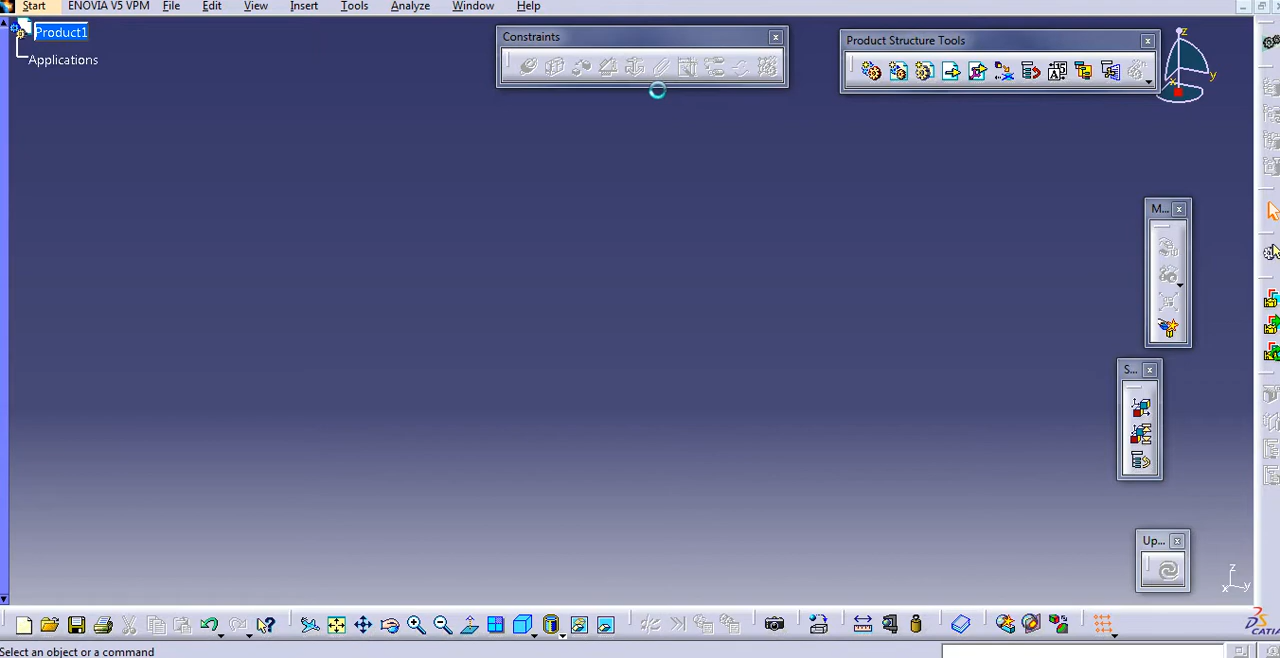 Start ENOVIA V5 VPM File Edit View Insert Tools Analyze Window Help
Product1
Applications
Constraints
Product Structure Tools
z
y
x
M...
S...
Up...
z
y
x
CATIA
Select an object or a command